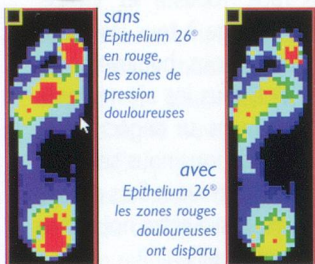 sans
Epithelium 26®
en rouge,
les zones de
pression
douloureuses
avec
Epithelium 26®
les zones rouges
douloureuses
ont disparu